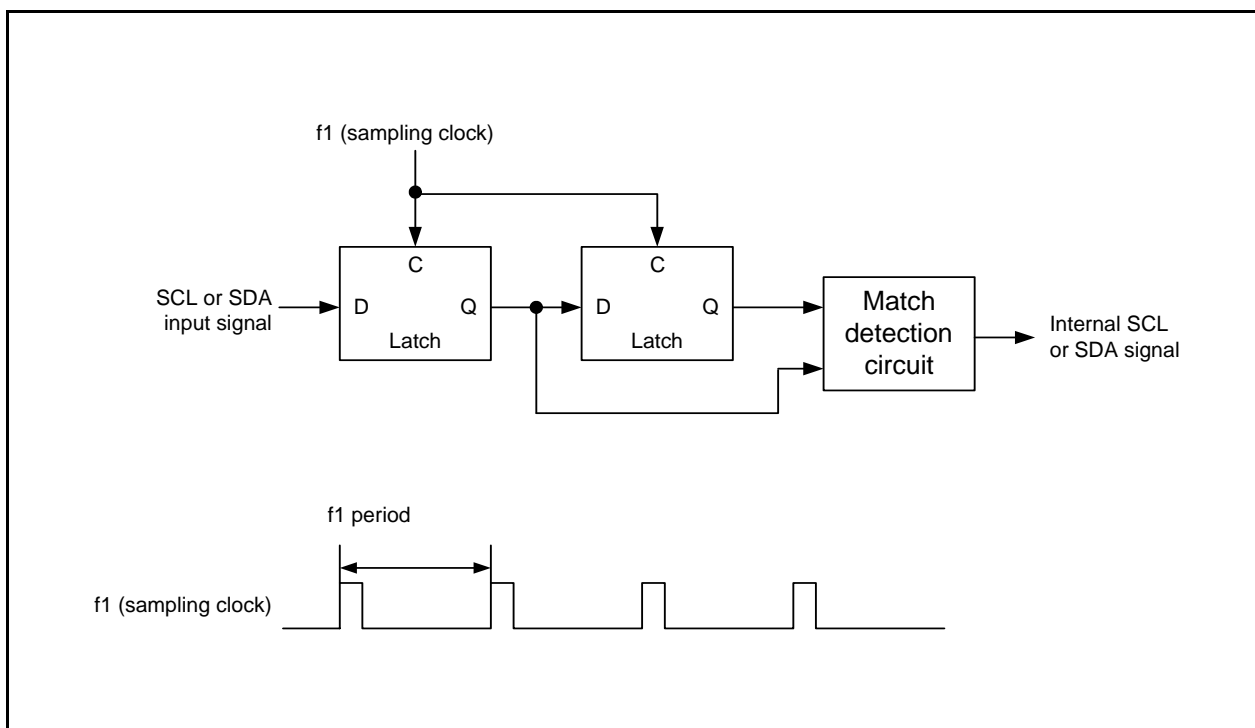 f1 (sampling clock)
C
C
SCL or SDA
input signal
D
Q
Latch
D
Q
Latch
Match
detection
circuit
Internal SCL
or SDA signal
f1 period
f1 (sampling clock)